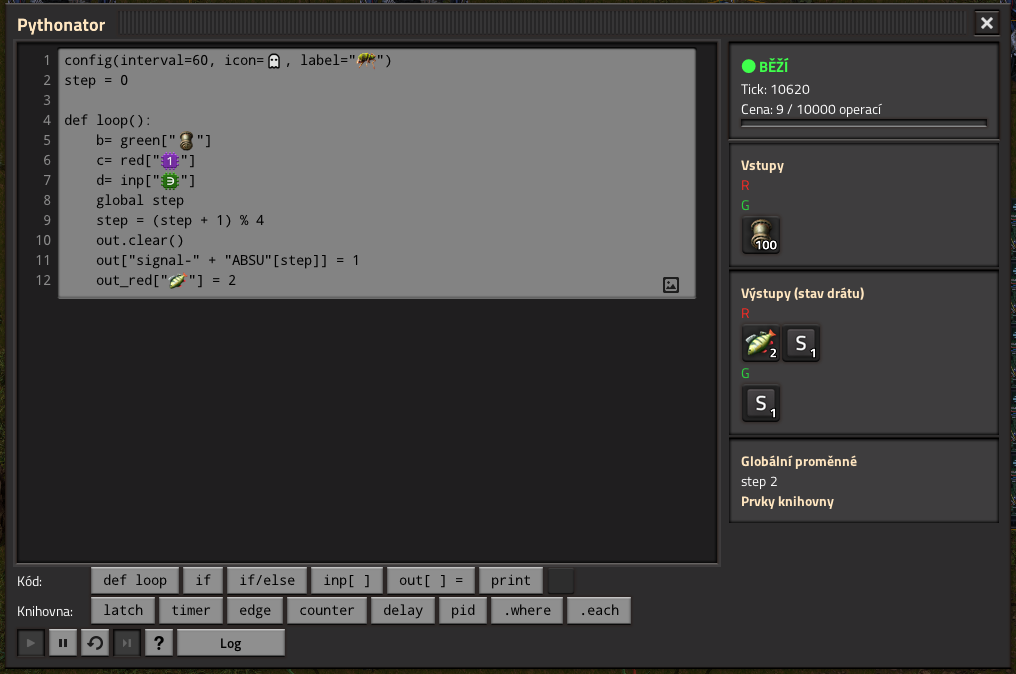 Pythonator
1 config(interval=60, icon= , label=" ")
2 step = 0
3
4 def loop():
5 b= green[" "]
6 c= red[" 1 "]
7 d= inp[" "]
8 global step
9 step = (step + 1) % 4
10 out.clear()
11 out["signal-" + "ABSU"[step]] = 1
12 out_red[" "] = 2
BĚŽÍ
Tick: 10620
Cena: 9 / 10000 operací
Vstupy
R
G
100
Výstupy (stav drátu)
R
2 S 1
G
S 1
Globální proměnné
step 2
Prvky knihovny
Kód: def loop if if/else inp[ ] out[ ] = print
Knihovna: latch timer edge counter delay pid .where .each
? Log